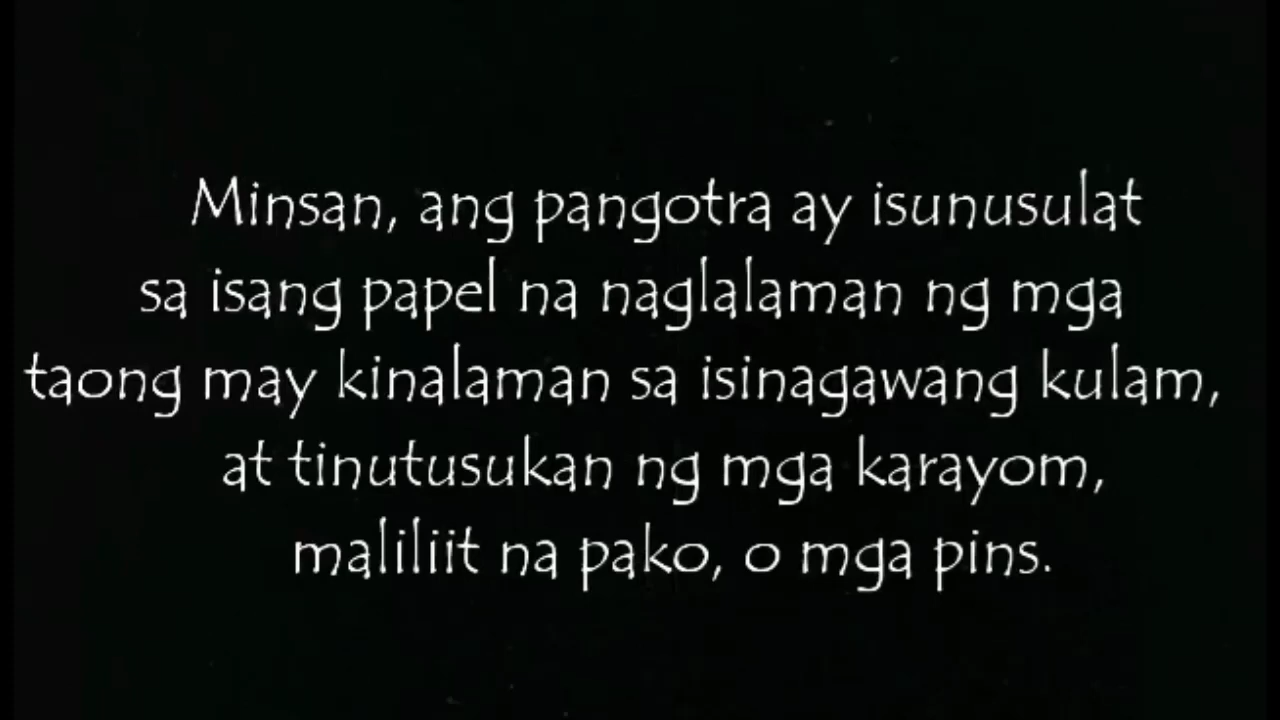 Minsan, ang pangotra ay isunusulat
sa isang papel na naglalaman ng mga
taong may kinalaman sa isinagawang kulam,
at tinutusukan ng mga karayom,
maliliit na pako, o mga pins.